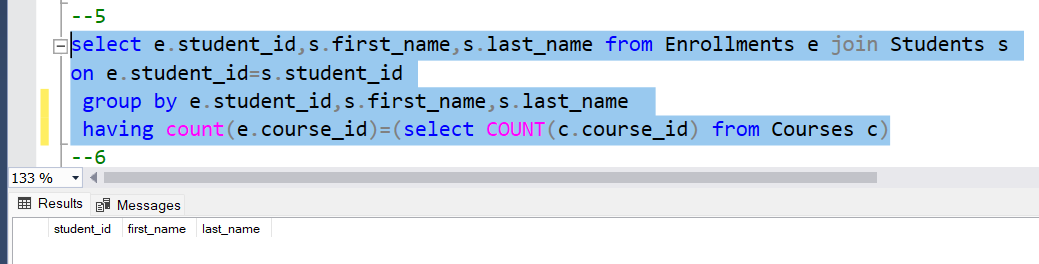 --5
select e.student_id,s.first_name,s.last_name from Enrollments e join Students s
on e.student_id=s.student_id
group by e.student_id,s.first_name,s.last_name
having count(e.course_id)=(select COUNT(c.course_id) from Courses c)
--6
133 %
Results Messages
student_id first_name last_name